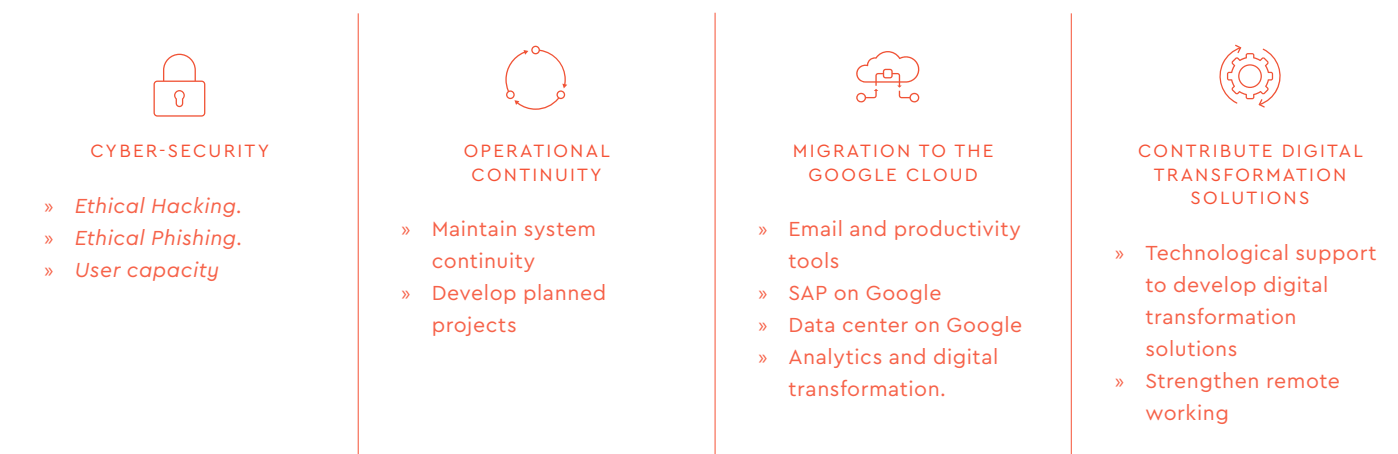 CYBER-SECURITY
» Ethical Hacking.
» Ethical Phishing.
» User capacity
OPERATIONAL
CONTINUITY
» Maintain system
continuity
» Develop planned
projects
MIGRATION TO THE
GOOGLE CLOUD
» Email and productivity
tools
» SAP on Google
» Data center on Google
» Analytics and digital
transformation.
CONTRIBUTE DIGITAL
TRANSFORMATION
SOLUTIONS
» Technological support
to develop digital
transformation
solutions
» Strengthen remote
working